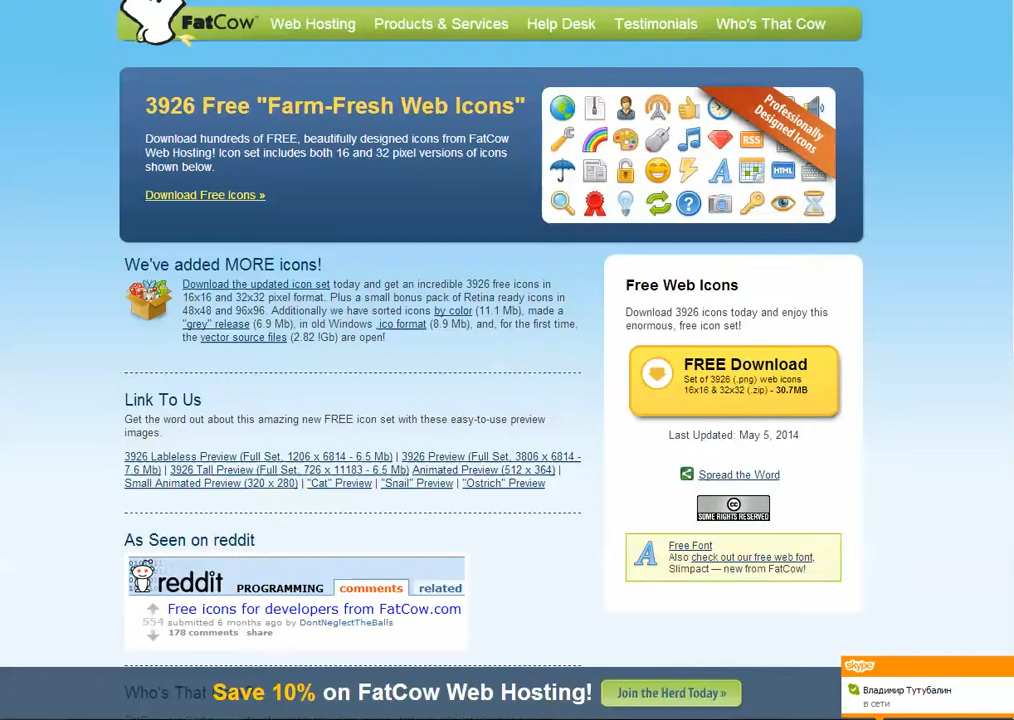 FatCow™ Web Hosting Products & Services Help Desk Testimonials Who's That Cow
3926 Free "Farm-Fresh Web Icons"
Download hundreds of FREE, beautifully designed icons from FatCow
Web Hosting! Icon set includes both 16 and 32 pixel versions of icons
shown below.
Download Free Icons »
Professionally
Designed Icons
RSS
HTML
We've added MORE icons!
Download the updated icon set today and get an incredible 3926 free icons in
16x16 and 32x32 pixel format. Plus a small bonus pack of Retina ready icons in
48x48 and 96x96. Additionally we have sorted icons by color (11.1 Mb), made a
"grey" release (6.9 Mb), in old Windows .ico format (8.9 Mb), and, for the first time,
the vector source files (2.82 !Gb) are open!
Link To Us
Get the word out about this amazing new FREE icon set with these easy-to-use preview
images.
3926 Lableless Preview (Full Set, 1206 x 6814 - 6.5 Mb) | 3926 Preview (Full Set, 3806 x 6814 -
7.6 Mb) | 3926 Tall Preview (Full Set, 726 x 11183 - 6.5 Mb) Animated Preview (512 x 364) |
Small Animated Preview (320 x 280) | "Cat" Preview | "Snail" Preview | "Ostrich" Preview
As Seen on reddit
reddit PROGRAMMING comments related
Free icons for developers from FatCow.com
554 submitted 6 months ago by DontNeglectTheBalls
178 comments share
Free Web Icons
Download 3926 icons today and enjoy this
enormous, free icon set!
FREE Download
Set of 3926 (.png) web icons
16x16 & 32x32 (.zip) - 30.7MB
Last Updated: May 5, 2014
Spread the Word
cc
SOME RIGHTS RESERVED
Free Font
Also check out our free web font,
Slimpact — new from FatCow!
Who's That
Save 10% on FatCow Web Hosting! Join the Herd Today »
skype
Владимир Тутубалин
в сети